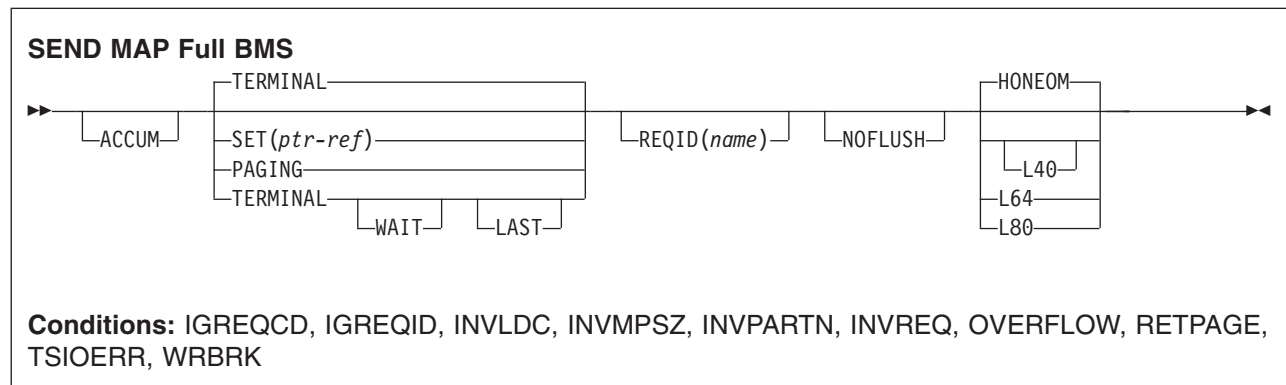 SEND MAP Full BMS
TERMINAL HONEOM
ACCUM SET(ptr-ref) REQID(name) NOFLUSH L40
PAGING L64
TERMINAL L80
WAIT LAST
Conditions: IGREQCD, IGREQID, INVLDC, INVMPSZ, INVPARTN, INVREQ, OVERFLOW, RETPAGE,
TSIOERR, WRBRK